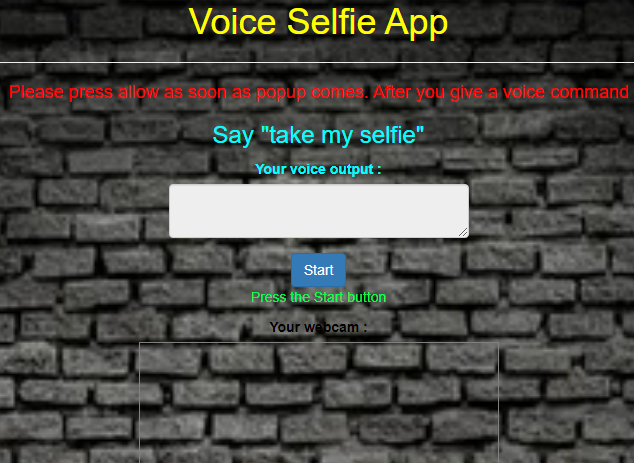 Voice Selfie App
Please press allow as soon as popup comes. After you give a voice command
Say "take my selfie"
Your voice output :
Start
Press the Start button
Your webcam :